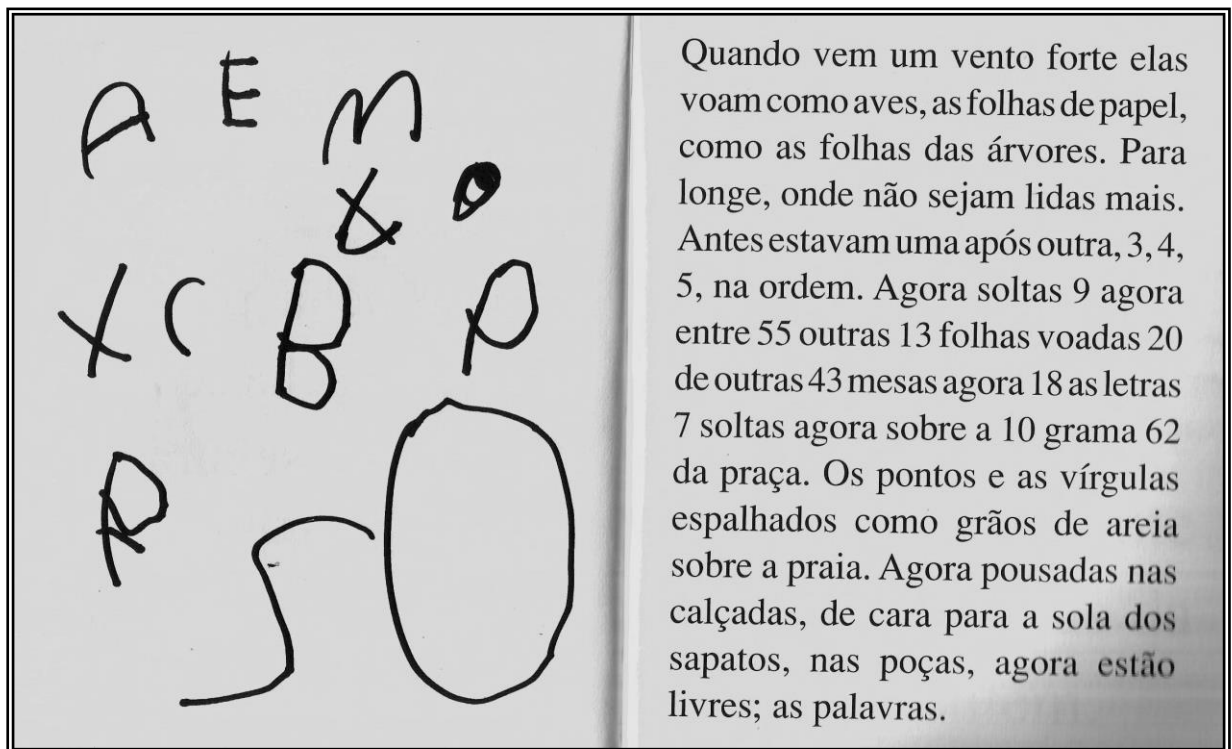 A E M
X
X C B P
R S O
Quando vem um vento forte elas
voam como aves, as folhas de papel,
como as folhas das árvores. Para
longe, onde não sejam lidas mais.
Antes estavam uma após outra, 3, 4,
5, na ordem. Agora soltas 9 agora
entre 55 outras 13 folhas voadas 20
de outras 43 mesas agora 18 as letras
7 soltas agora sobre a 10 grama 62
da praça. Os pontos e as vírgulas
espalhados como grãos de areia
sobre a praia. Agora pousadas nas
calçadas, de cara para a sola dos
sapatos, nas poças, agora estão
livres; as palavras.